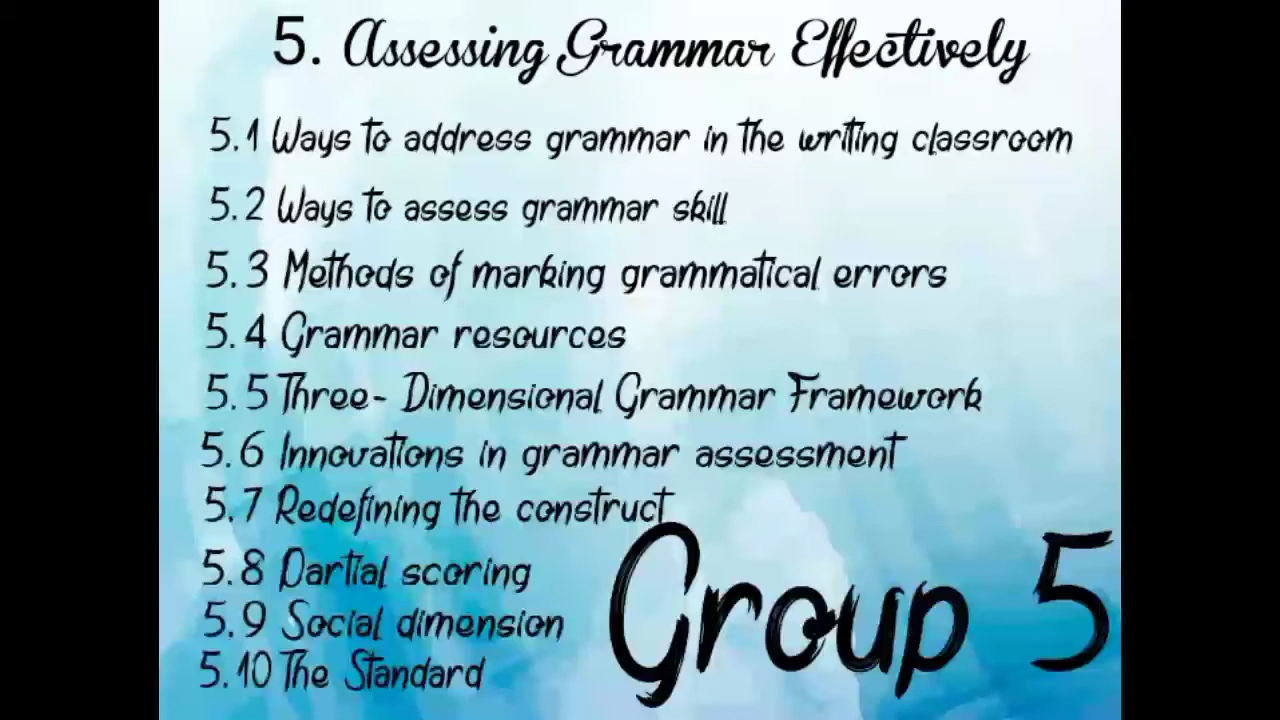 5. Assessing Grammar Effectively
5.1 Ways to address grammar in the writing classroom
5.2 Ways to assess grammar skill
5.3 Methods of marking grammatical errors
5.4 Grammar resources
5.5 Three- Dimensional Grammar Framework
5.6 Innovations in grammar assessment
5.7 Redefining the construct
5.8 Partial scoring
5.9 Social dimension
5.10 The Standard
Group 5